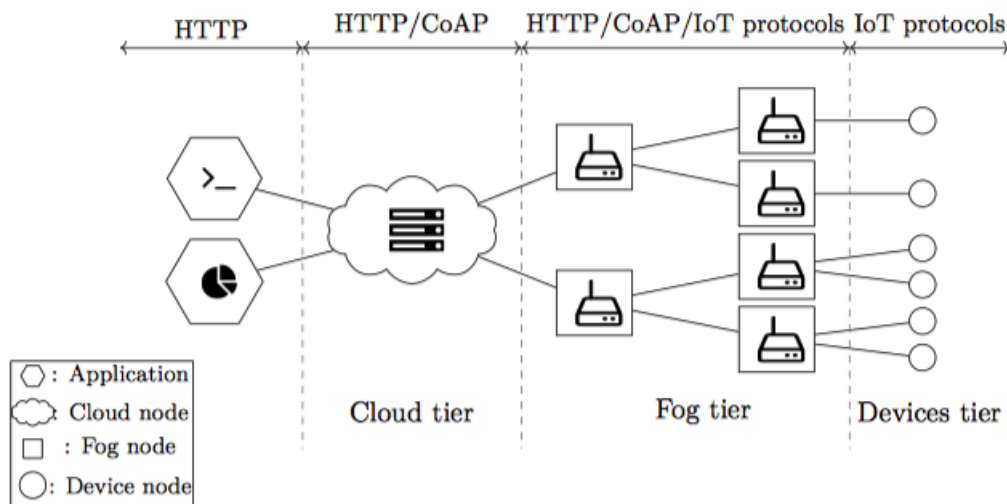 HTTP
HTTP/CoAP
HTTP/CoAP/IoT protocols
IoT protocols
>_
: Application
: Cloud node
: Fog node
: Device node
Cloud tier
Fog tier
Devices tier